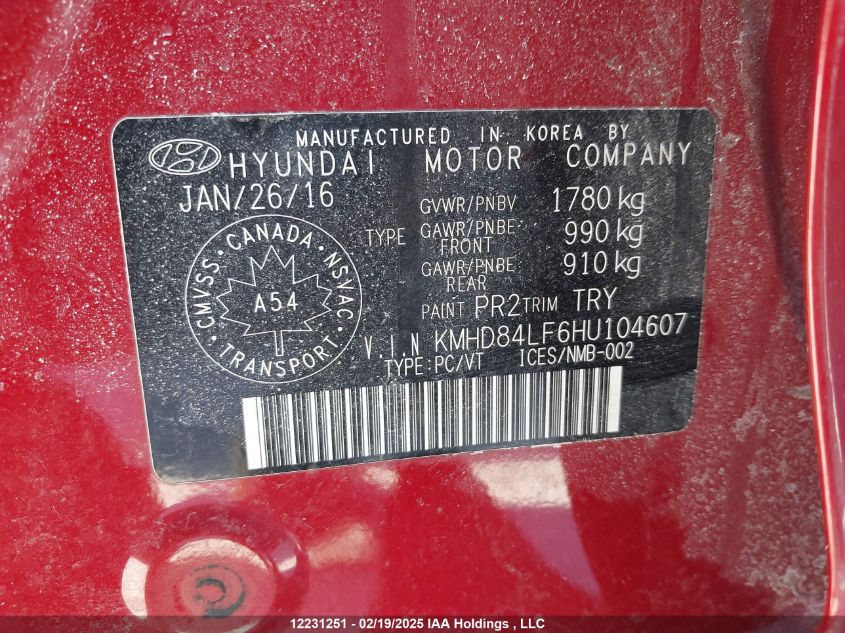 MANUFACTURED IN KOREA BY
HYUNDAI MOTOR COMPANY
JAN/26/16
GVWR/PNBV 1780 kg
TYPE GAWR/PNBE FRONT 990 kg
GAWR/PNBE REAR 910 kg
CMVSS • CANADA • NSVAC • TRANSPORT •
A54
PAINT PR2 TRIM TRY
V.I.N KMHD84LF6HU104607
TYPE:PC/VT ICES/NMB-002
12231251 - 02/19/2025 IAA Holdings , LLC